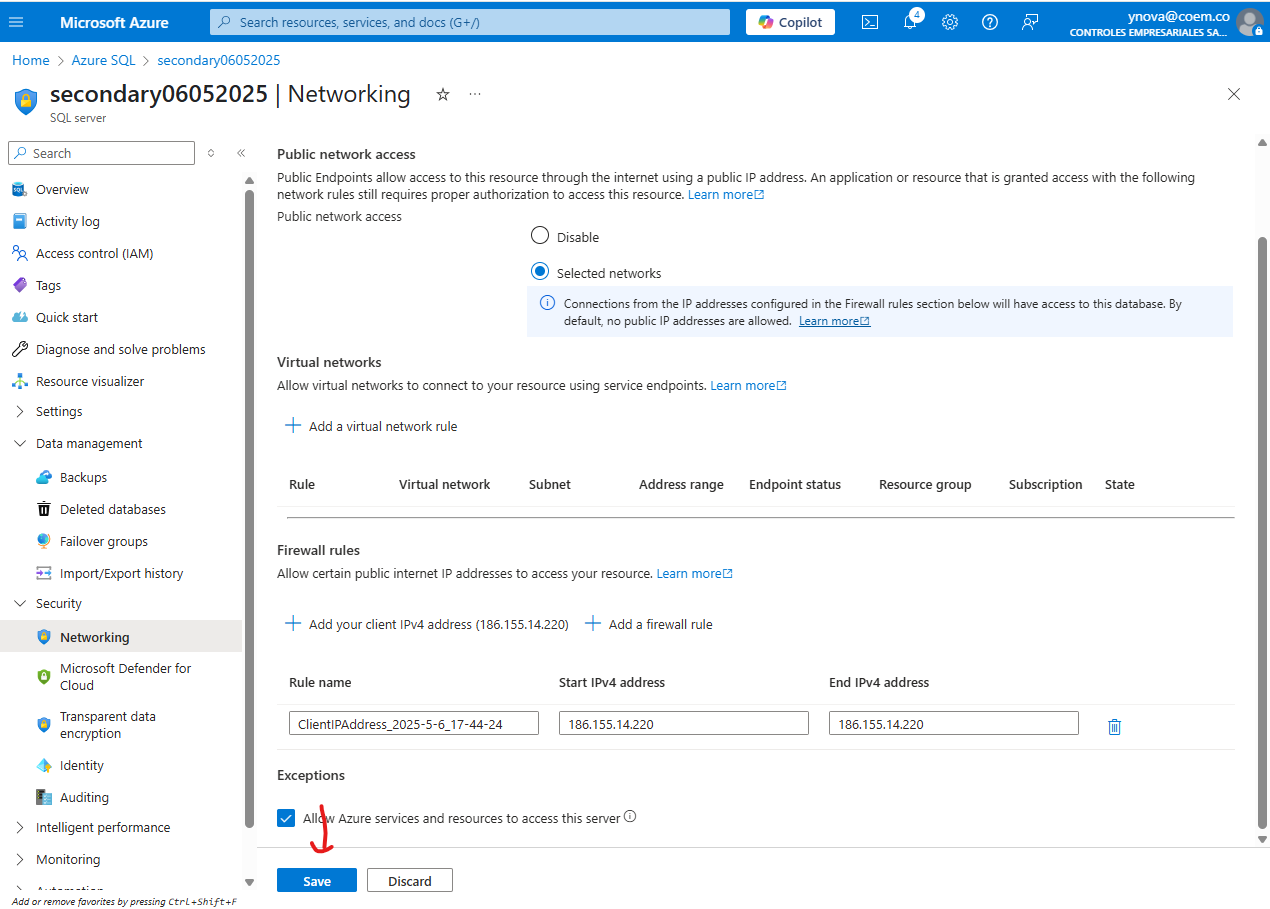 Microsoft Azure
Search resources, services, and docs (G+/)
Copilot
4
ynova@coem.co
CONTROLES EMPRESARIALES SA...
Home > Azure SQL > secondary06052025
secondary06052025 | Networking
SQL server
Search
Overview
Activity log
Access control (IAM)
Tags
Quick start
Diagnose and solve problems
Resource visualizer
Settings
Data management
Backups
Deleted databases
Failover groups
Import/Export history
Security
Networking
Microsoft Defender for
Cloud
Transparent data
encryption
Identity
Auditing
Intelligent performance
Monitoring
Automation
Add or remove favorites by pressing Ctrl+Shift+F
Public network access
Public Endpoints allow access to this resource through the internet using a public IP address. An application or resource that is granted access with the following
network rules still requires proper authorization to access this resource. Learn more
Public network access
Disable
Selected networks
Connections from the IP addresses configured in the Firewall rules section below will have access to this database. By
default, no public IP addresses are allowed. Learn more
Virtual networks
Allow virtual networks to connect to your resource using service endpoints. Learn more
Add a virtual network rule
Rule Virtual network Subnet Address range Endpoint status Resource group Subscription State
Firewall rules
Allow certain public internet IP addresses to access your resource. Learn more
Add your client IPv4 address (186.155.14.220) Add a firewall rule
Rule name Start IPv4 address End IPv4 address
ClientIPAddress_2025-5-6_17-44-24 186.155.14.220 186.155.14.220
Exceptions
Allow Azure services and resources to access this server
Save Discard